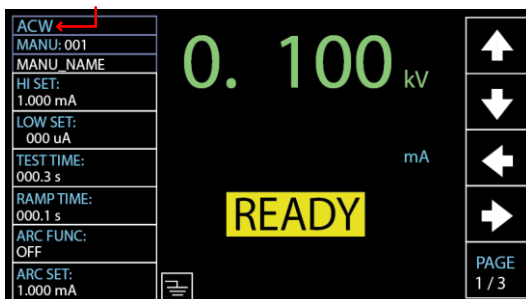 ACW
MANU: 001
MANU_NAME
HI SET:
1.000 mA
LOW SET:
000 uA
TEST TIME:
000.3 s
RAMP TIME:
000.1 s
ARC FUNC:
OFF
ARC SET:
1.000 mA
0. 100 kV
mA
READY
PAGE
1 / 3